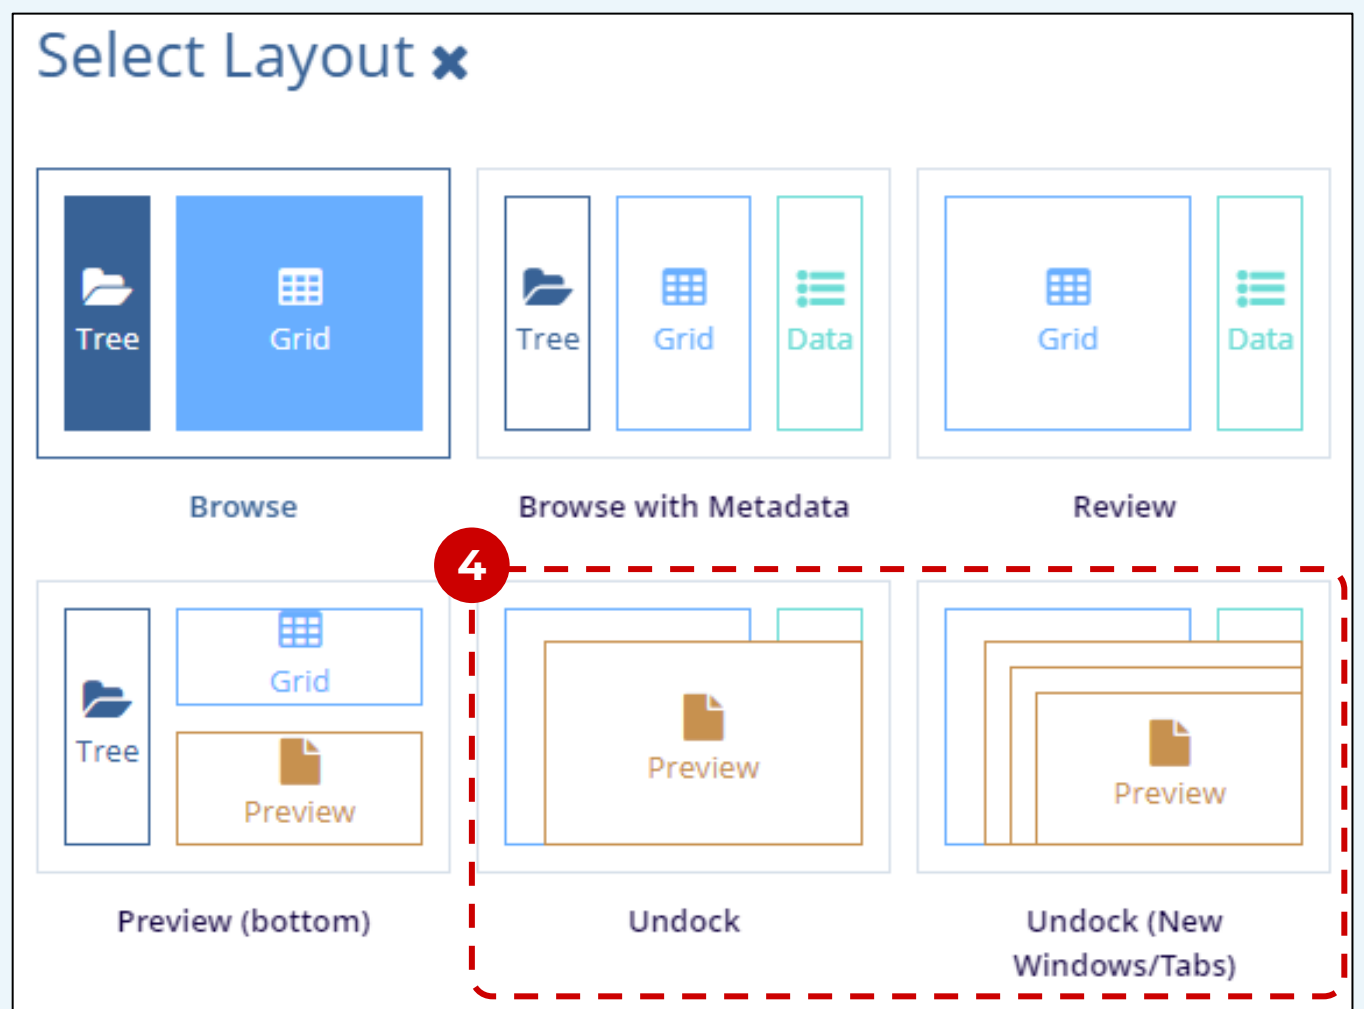 Select Layout ✖
Tree
Grid
Tree
Grid
Data
Grid
Data
Browse
Browse with Metadata
Review
4
Tree
Grid
Preview
Preview
Preview
Preview (bottom)
Undock
Undock (New
Windows/Tabs)